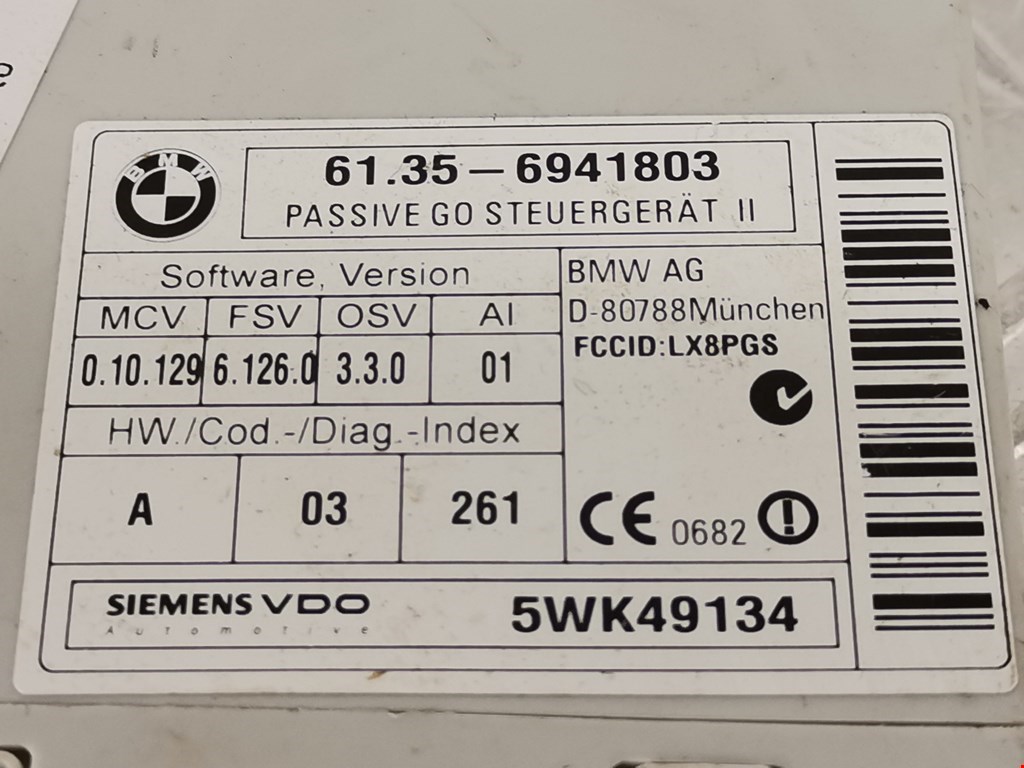 BMW
61.35-6941803
PASSIVE GO STEUERGERÄT II
Software, Version
MCV FSV OSV AI
0.10.129 6.126.0 3.3.0 01
HW./Cod.-/Diag.-Index
A 03 261
BMW AG
D-80788München
FCCID:LX8PGS
CE 0682
SIEMENS VDO
Automotive
5WK49134